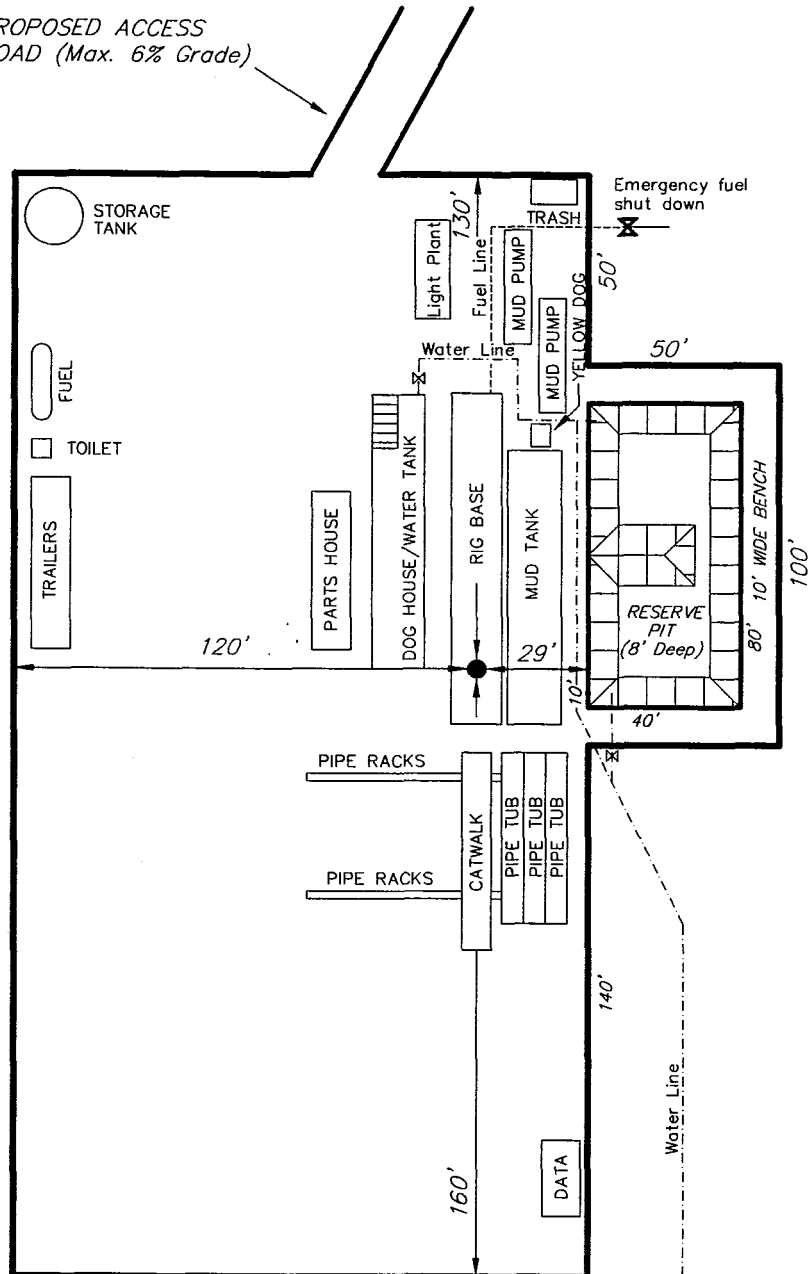 ROPOSED ACCESS
OAD (Max. 6% Grade)
STORAGE
TANK
Light Plant
130'
Fuel Line
TRASH
Emergency fuel
shut down
MUD PUMP
50'
MUD PUMP
YELLOW DOG
Water Line
50'
FUEL
TOILET
TRAILERS
PARTS HOUSE
DOG HOUSE/WATER TANK
RIG BASE
MUD TANK
RESERVE
PIT
(8' Deep)
80'
10' WIDE BENCH
100'
120'
29'
10'
40'
PIPE RACKS
PIPE RACKS
CATWALK
PIPE TUB
PIPE TUB
PIPE TUB
140'
Water Line
160'
DATA